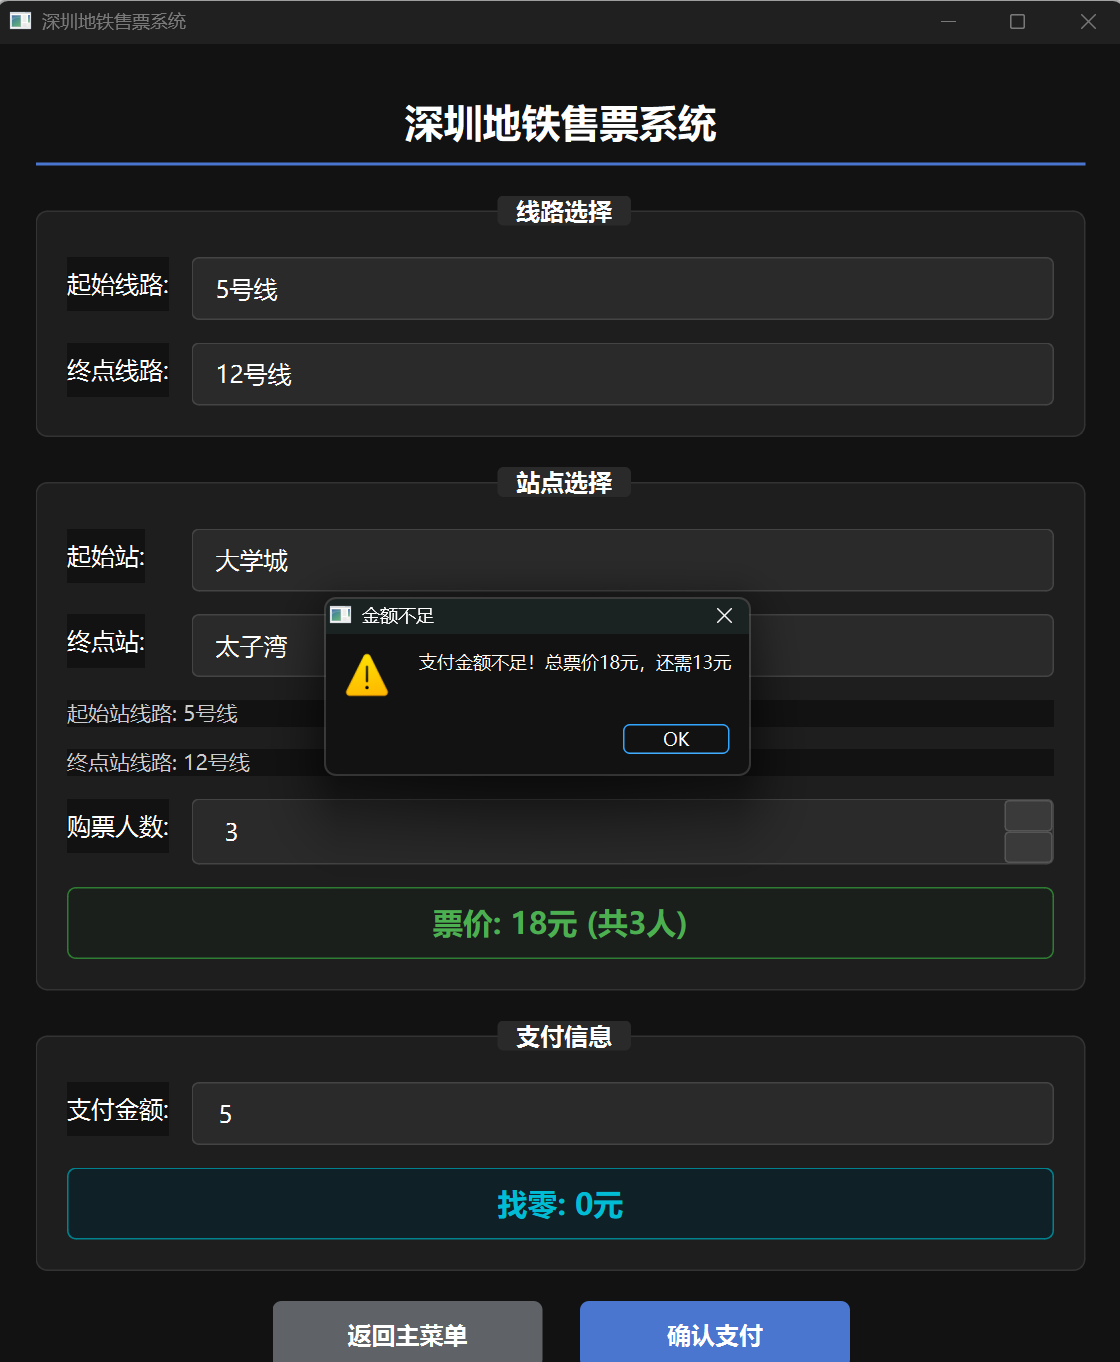 深圳地铁售票系统
深圳地铁售票系统
线路选择
起始线路: 5号线
终点线路: 12号线
站点选择
起始站: 大学城
终点站: 太子湾
金额不足
支付金额不足！总票价18元，还需13元
OK
起始站线路: 5号线
终点站线路: 12号线
购票人数: 3
票价: 18元 (共3人)
支付信息
支付金额: 5
找零: 0元
返回主菜单 确认支付